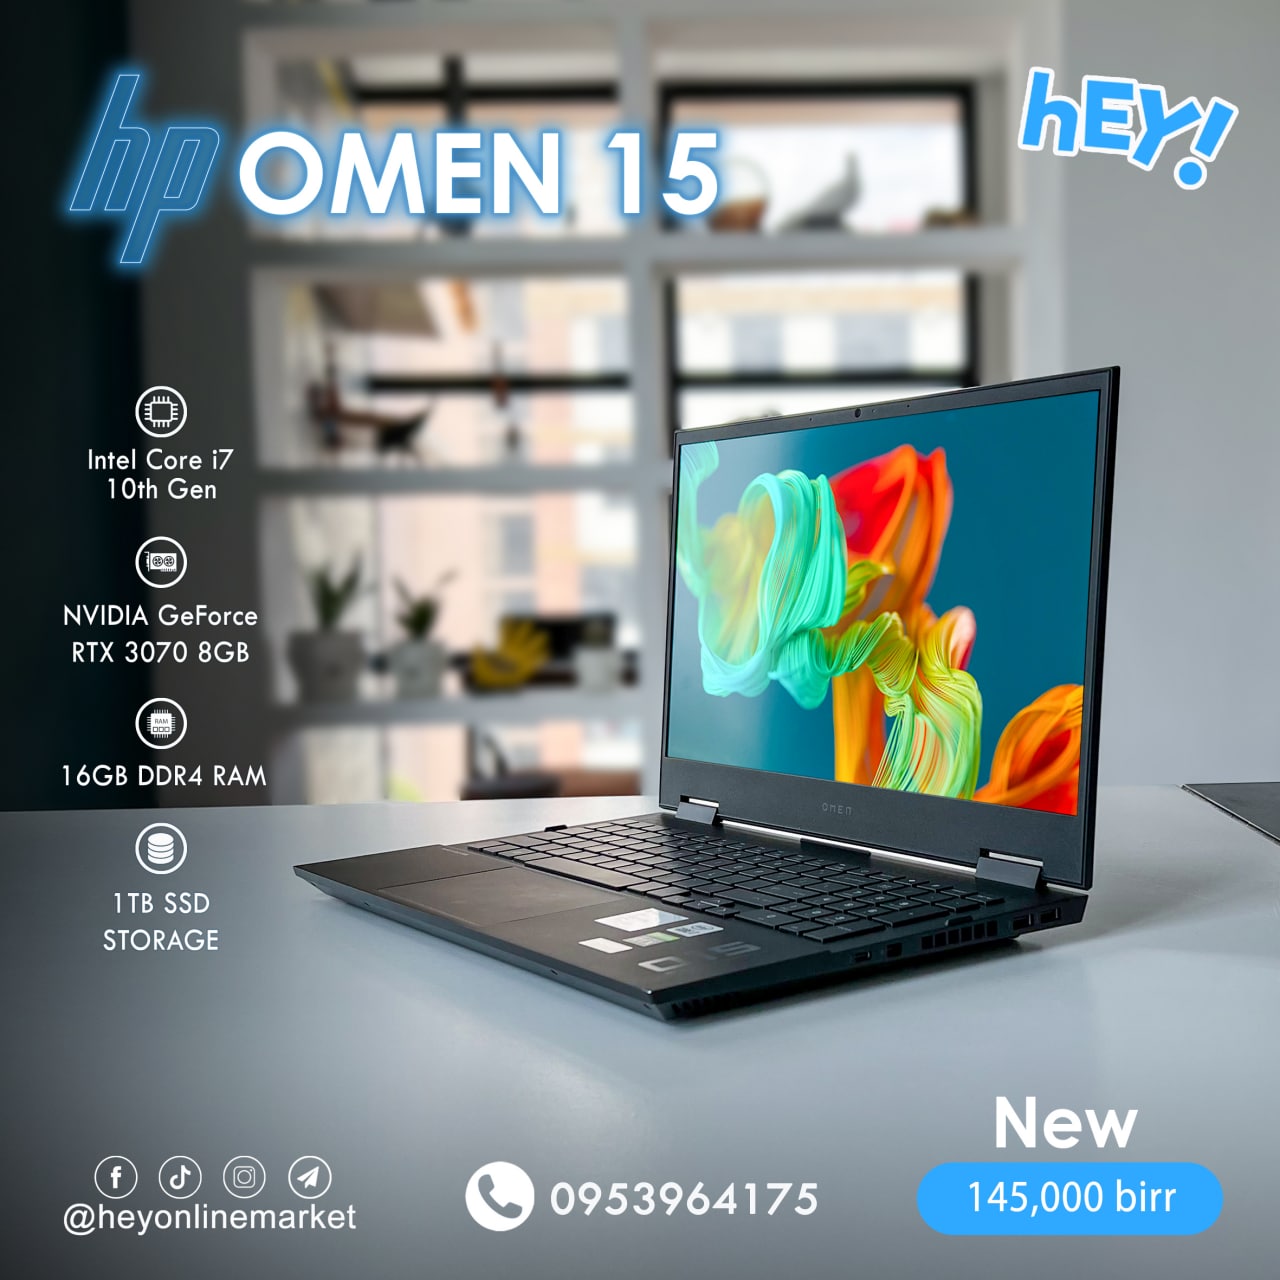 hp OMEN 15
hEY!
Intel Core i7
10th Gen
NVIDIA GeForce
RTX 3070 8GB
RAM
16GB DDR4 RAM
1TB SSD
STORAGE
OMEN
New
145,000 birr
@heyonlinemarket
0953964175